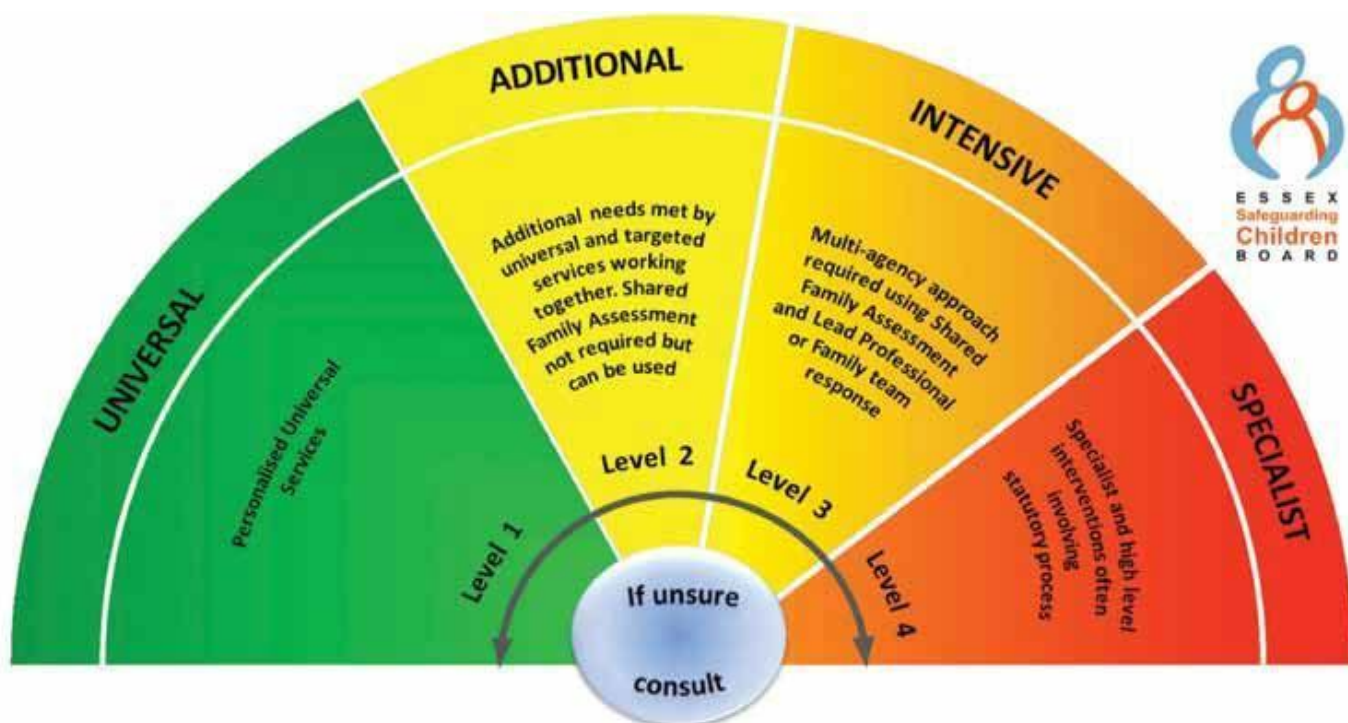 UNIVERSAL
Personalised Universal
Services
Level 1
ADDITIONAL
Additional needs met by
universal and targeted
services working
together. Shared
Family Assessment
not required but
can be used
Level 2
INTENSIVE
Multi-agency approach
required using Shared
Family Assessment
and Lead Professional
or Family team
response
Level 3
SPECIALIST
Specialist and high level
interventions often
involving
statutory process
Level 4
If unsure
consult
ESSEX
Safeguarding
Children
BOARD